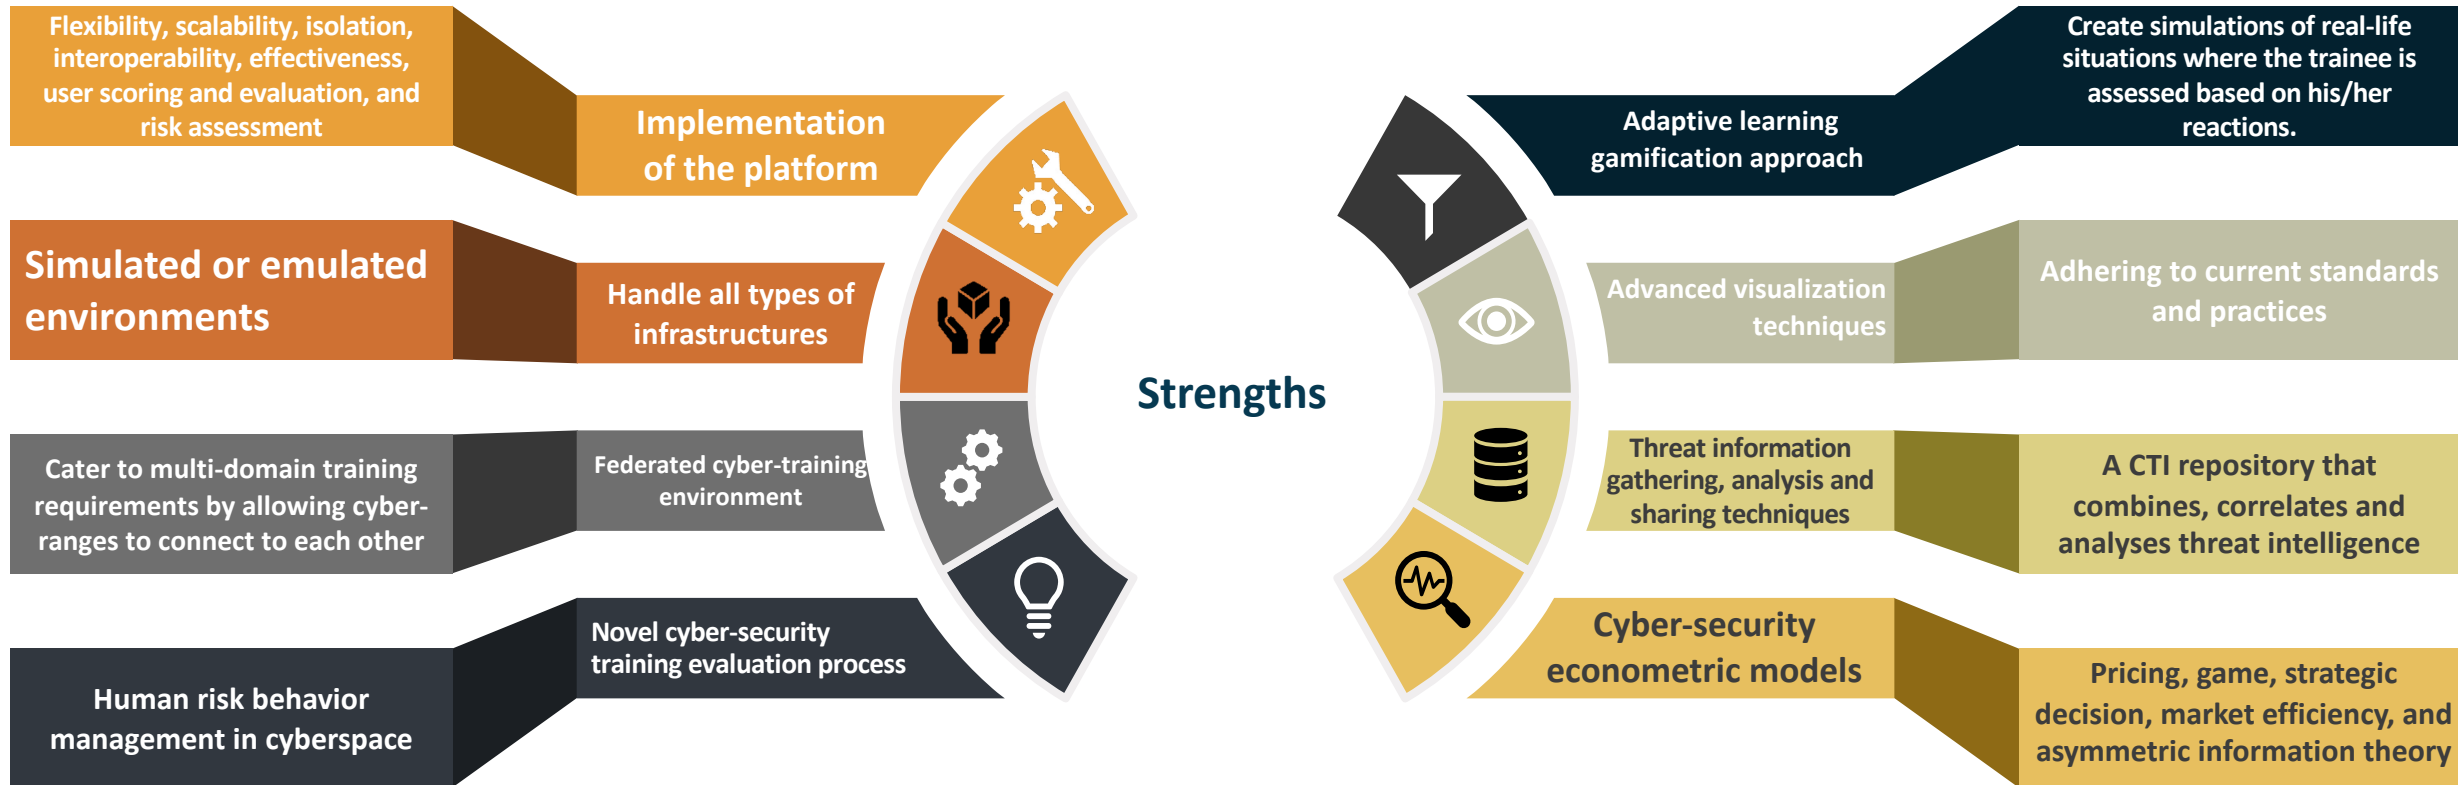 Flexibility, scalability, isolation,
interoperability, effectiveness,
user scoring and evaluation, and
risk assessment
Implementation
of the platform
Simulated or emulated
environments
Handle all types of
infrastructures
Cater to multi-domain training
requirements by allowing cyber-
ranges to connect to each other
Federated cyber-training
environment
Human risk behavior
management in cyberspace
Novel cyber-security
training evaluation process
Strengths
Adaptive learning
gamification approach
Create simulations of real-life
situations where the trainee is
assessed based on his/her
reactions.
Advanced visualization
techniques
Adhering to current standards
and practices
Threat information
gathering, analysis and
sharing techniques
A CTI repository that
combines, correlates and
analyses threat intelligence
Cyber-security
econometric models
Pricing, game, strategic
decision, market efficiency, and
asymmetric information theory